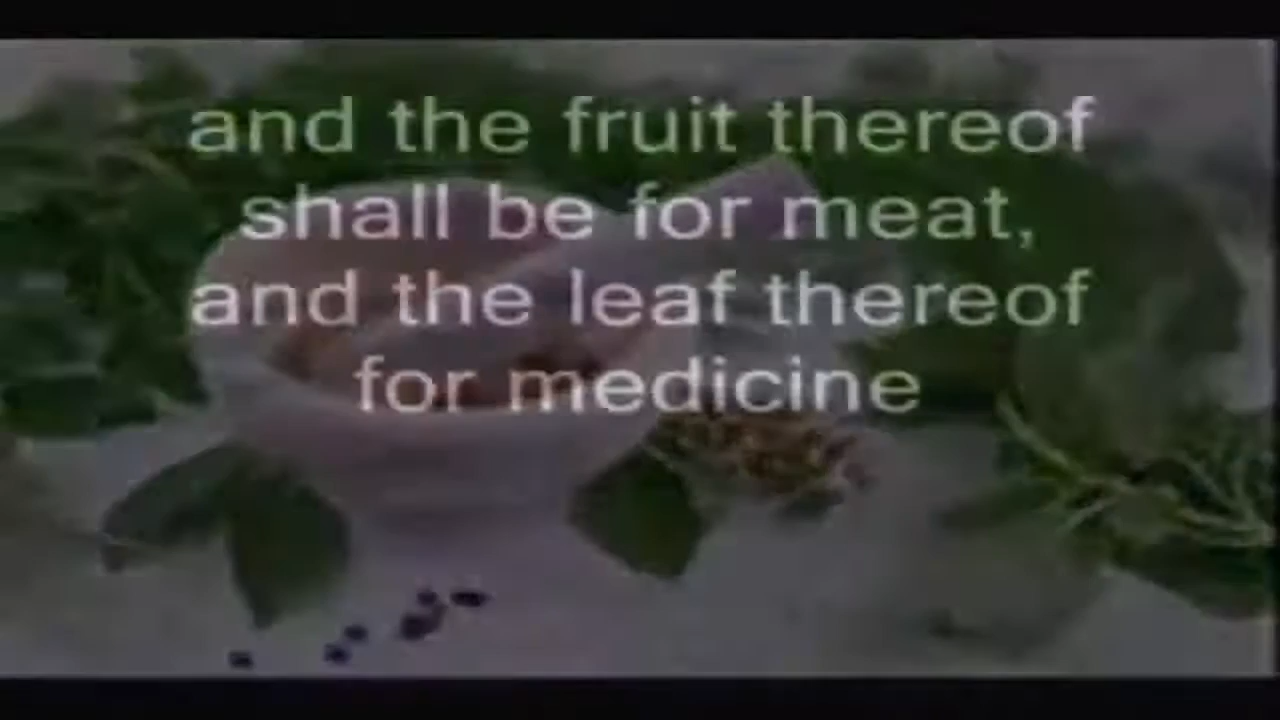 and the fruit thereof
shall be for meat,
and the leaf thereof
for medicine